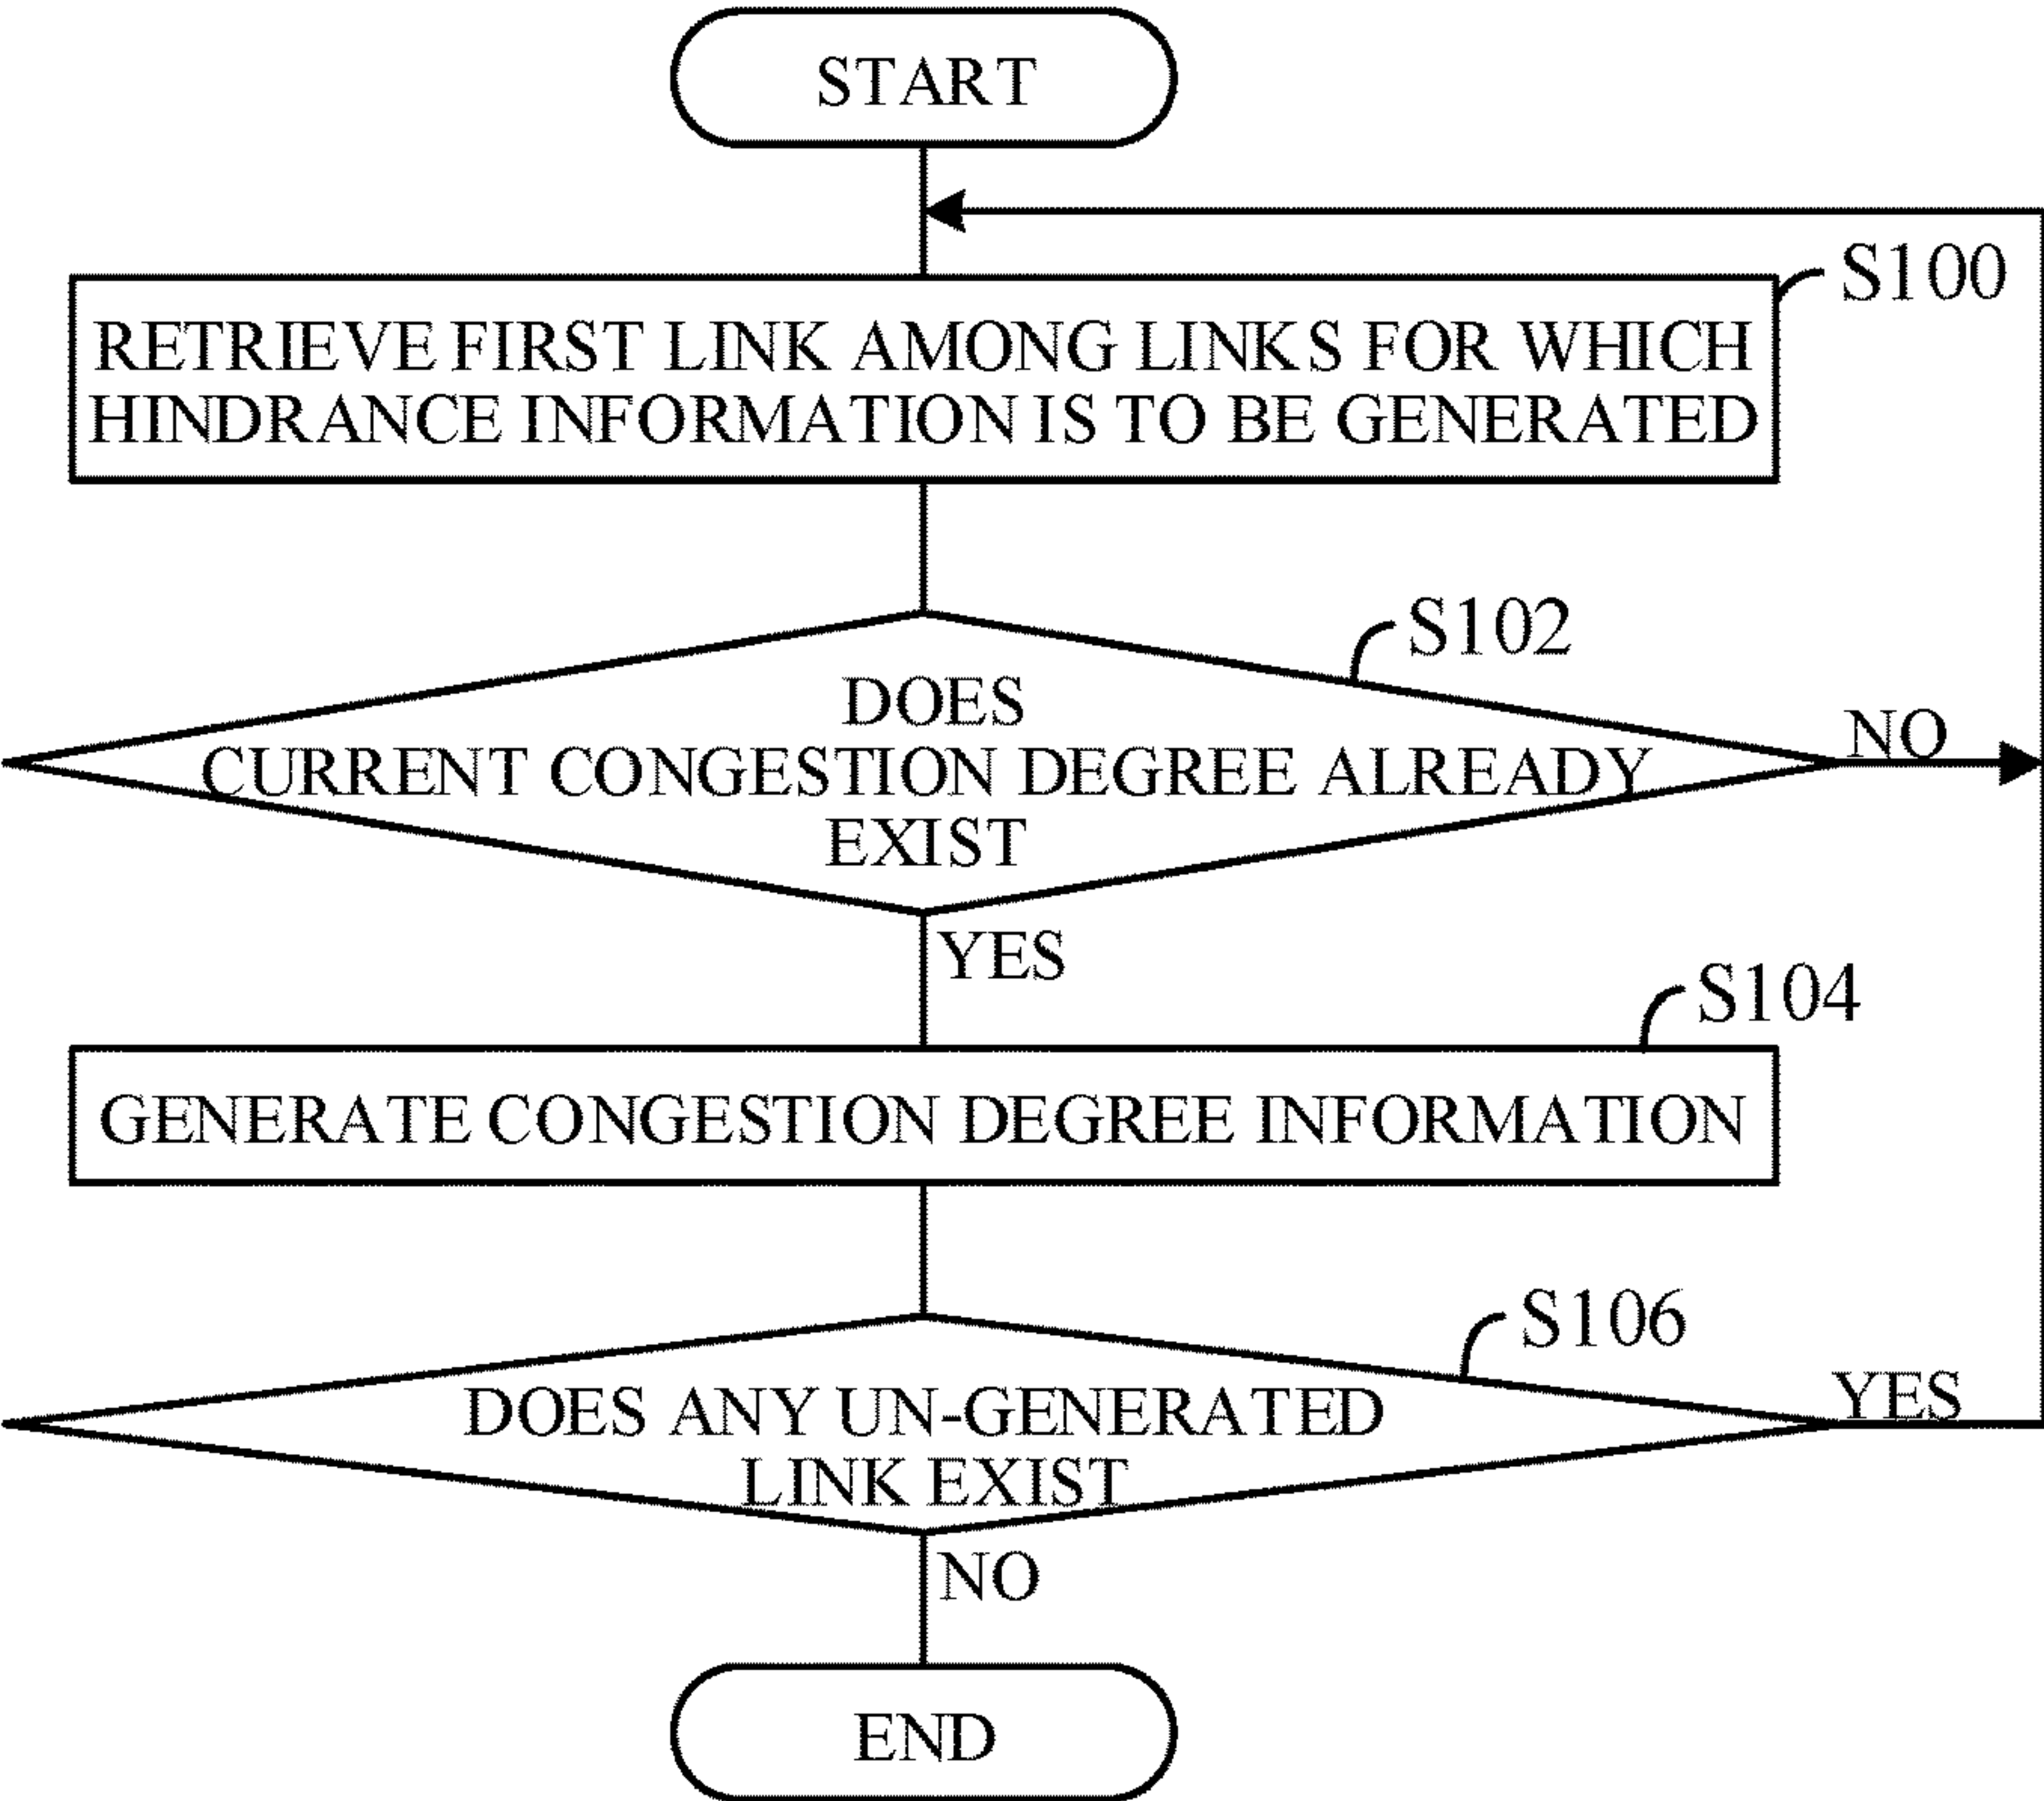 START
S100
RETRIEVE FIRST LINK AMONG LINKS FOR WHICH
HINDRANCE INFORMATION IS TO BE GENERATED
S102
DOES
CURRENT CONGESTION DEGREE ALREADY
EXIST
NO
YES
S104
GENERATE CONGESTION DEGREE INFORMATION
S106
DOES ANY UN-GENERATED
LINK EXIST
YES
NO
END